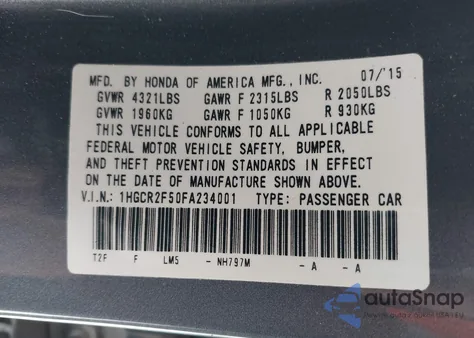 MFD. BY HONDA OF AMERICA MFG., INC. 07/'15
GVWR 4321LBS GAWR F 2315LBS R 2050LBS
GVWR 1960KG GAWR F 1050KG R 930KG
THIS VEHICLE CONFORMS TO ALL APPLICABLE
FEDERAL MOTOR VEHICLE SAFETY, BUMPER,
AND THEFT PREVENTION STANDARDS IN EFFECT
ON THE DATE OF MANUFACTURE SHOWN ABOVE.
V.I.N.: 1HGCR2F50FA234001 TYPE: PASSENGER CAR
T2F F LM5 - NH797M - A - A
autoSnap